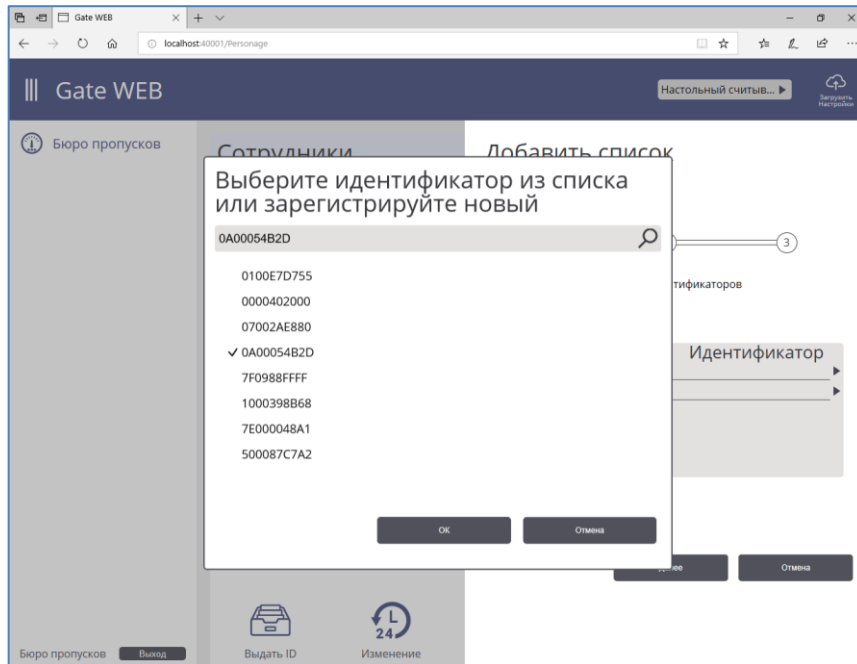 Gate WEB
localhost:40001/Personage
Gate WEB
Настольный считыв...
Загрузить
Настройки
Бюро пропусков
Сотрудники
Добавить список
Выберите идентификатор из списка
или зарегистрируйте новый
0A00054B2D
3
0100E7D755
0000402000
тификаторов
07002AE880
0A00054B2D
Идентификатор
7F0988FFFF
1000398B68
7E000048A1
500087C7A2
ОК
Отмена
Отмена
24
Бюро пропусков
Выход
Выдать ID
Изменение